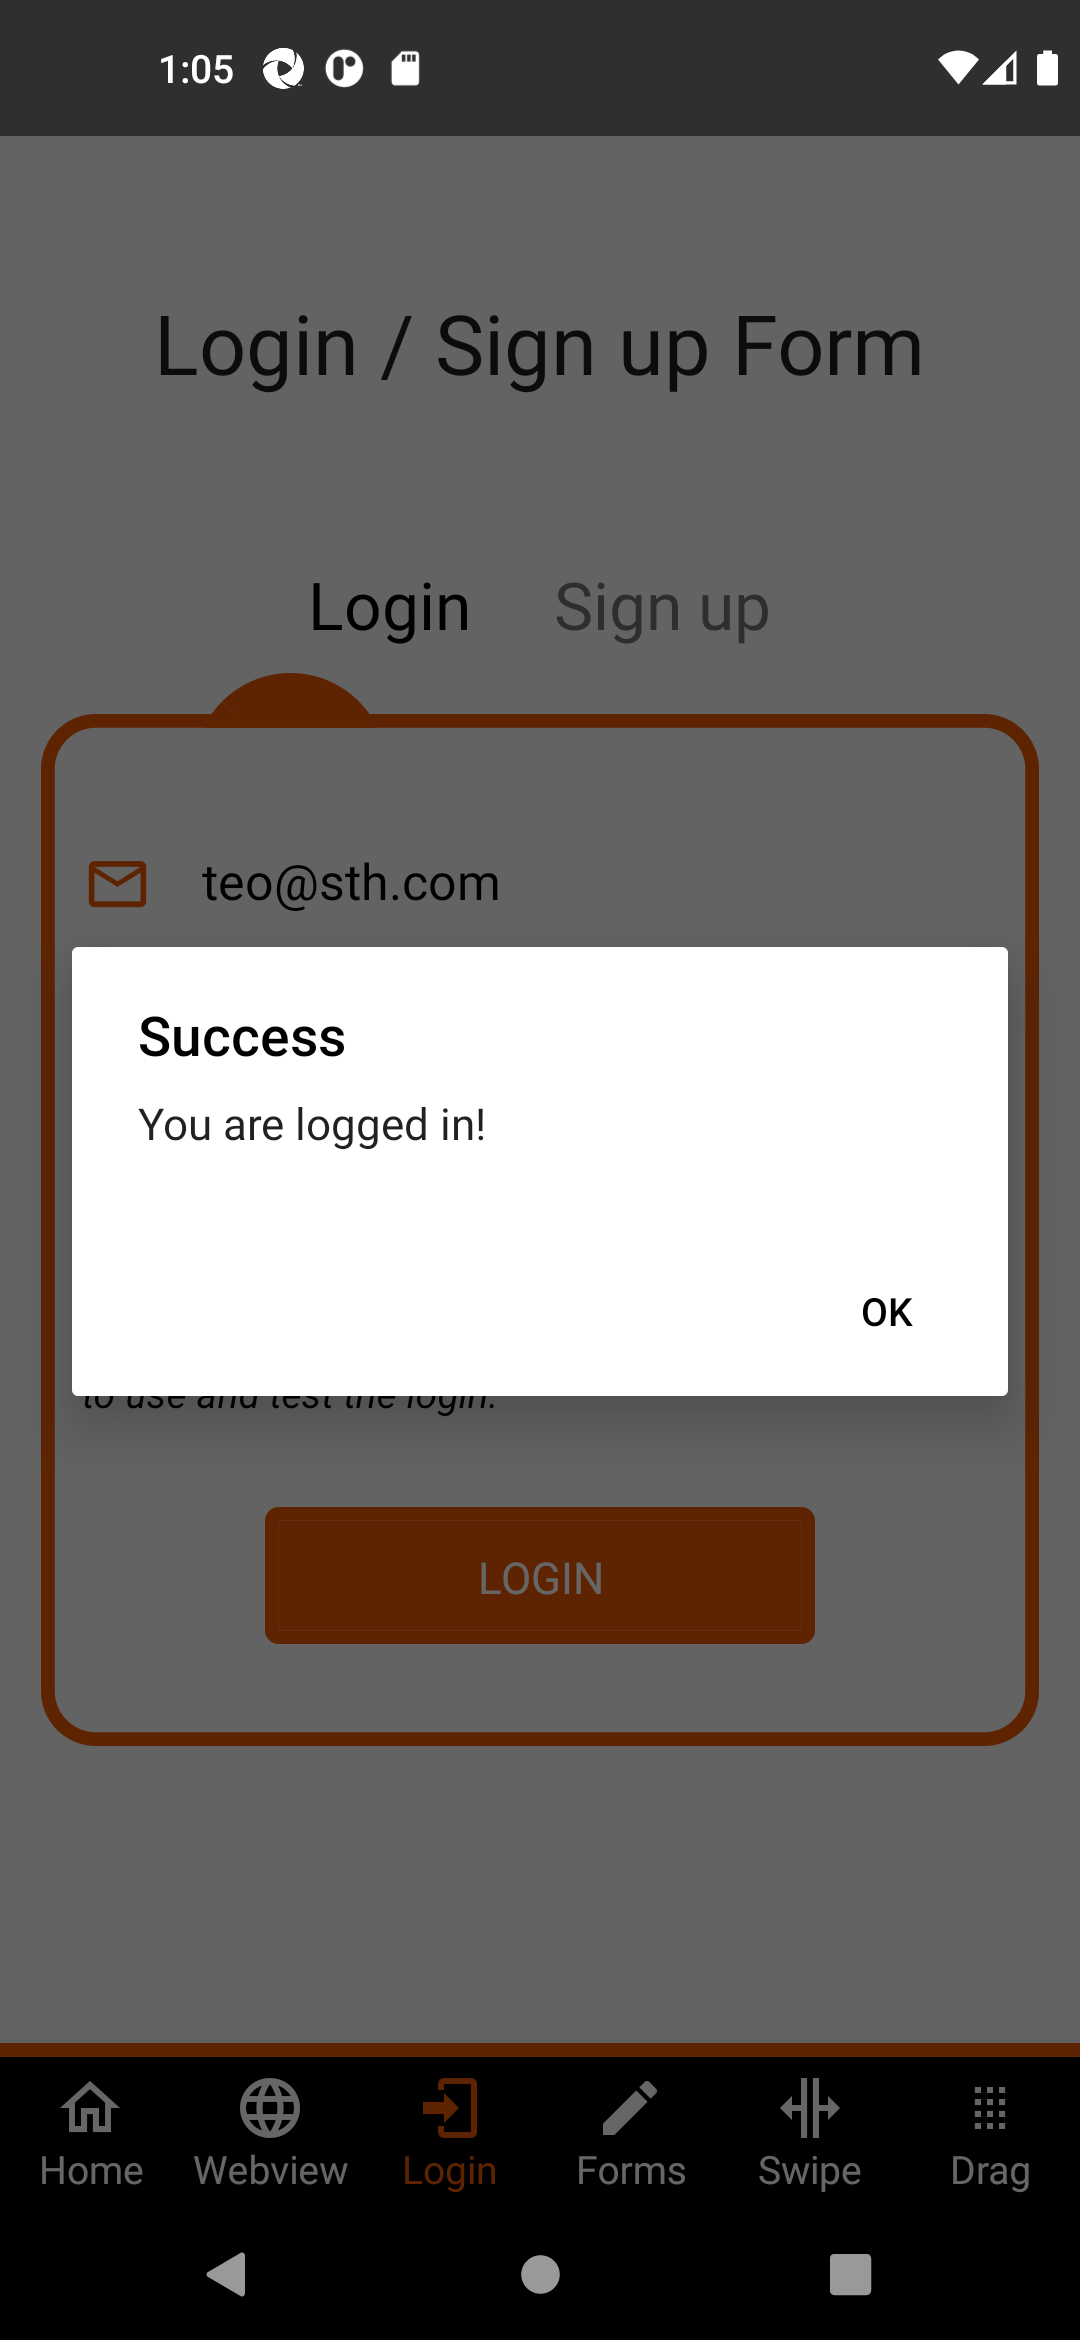 1:05
Login / Sign up Form
Login Sign up
teo@sth.com
Success
You are logged in!
OK
to use and test the login.
LOGIN
Home Webview Login Forms Swipe Drag